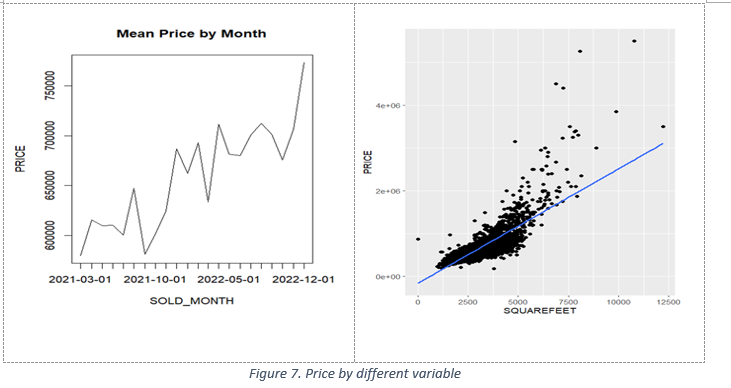 Mean Price by Month
PRICE
750000
700000
650000
600000
2021-03-01 2021-10-01 2022-05-01 2022-12-01
SOLD_MONTH
PRICE
4e+06
2e+06
0e+00
0 2500 5000 7500 10000 12500
SQUAREFEET
Figure 7. Price by different variable